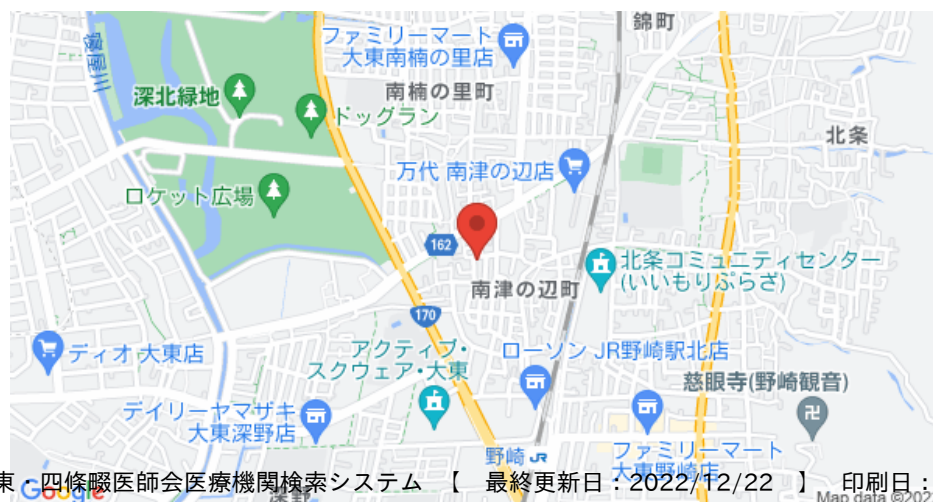 錦町
ファミリーマート
大東南楠の里店
南楠の里町
深北緑地
ドッグラン
北条
万代 南津の辺店
ロケット広場
162
北条コミュニティセンター
(いいもりぷらざ)
南津の辺町
170
ディオ 大東店
アクティブ・
スクウェア・大東
ローソン JR野崎駅北店
慈眼寺(野崎観音)
デイリーヤマザキ
大東深野店
野崎 JR
ファミリーマート
大東野崎店
東・四條畷医師会医療機関検索システム 【 最終更新日：2022/12/22 】 印刷日：
Google
深野
Map data ©202